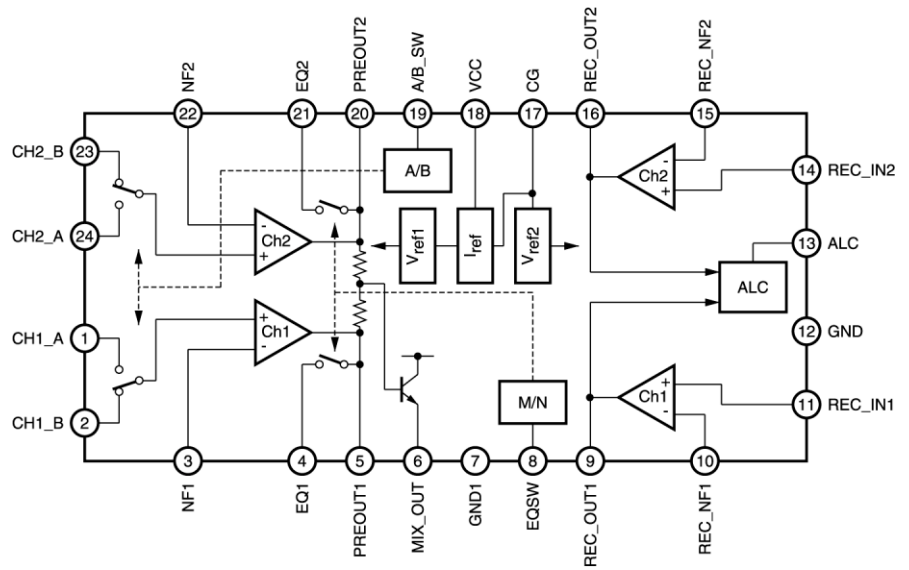 NF2
EQ2
PREOUT2
A/B_SW
VCC
CG
REC_OUT2
REC_NF2
22
21
20
19
18
17
16
15
CH2_B
23
A/B
Ch2
-
+
14
REC_IN2
CH2_A
24
-
+
Ch2
Vref1
Iref
Vref2
13
ALC
ALC
CH1_A
1
+
-
Ch1
12
GND
CH1_B
2
M/N
Ch1
+
-
11
REC_IN1
3
4
5
6
7
8
9
10
NF1
EQ1
PREOUT1
MIX_OUT
GND1
EQSW
REC_OUT1
REC_NF1